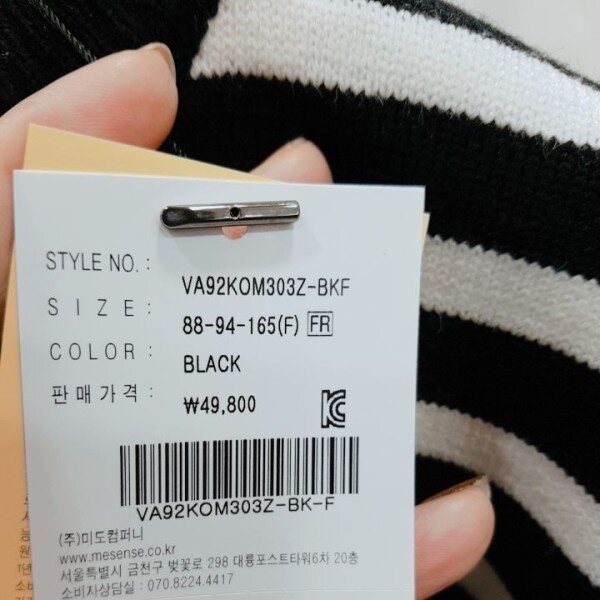 STYLE NO. : VA92KOM303Z-BKF
SIZE : 88-94-165(F) FR
COLOR : BLACK
판매가격 : ₩49,800
VA92KOM303Z-BK-F
(주)미도컴퍼니
www.mesense.co.kr
서울특별시 금천구 벚꽃로 298 대륭포스트타워6차 20층
소비자상담실 : 070.8224.4417